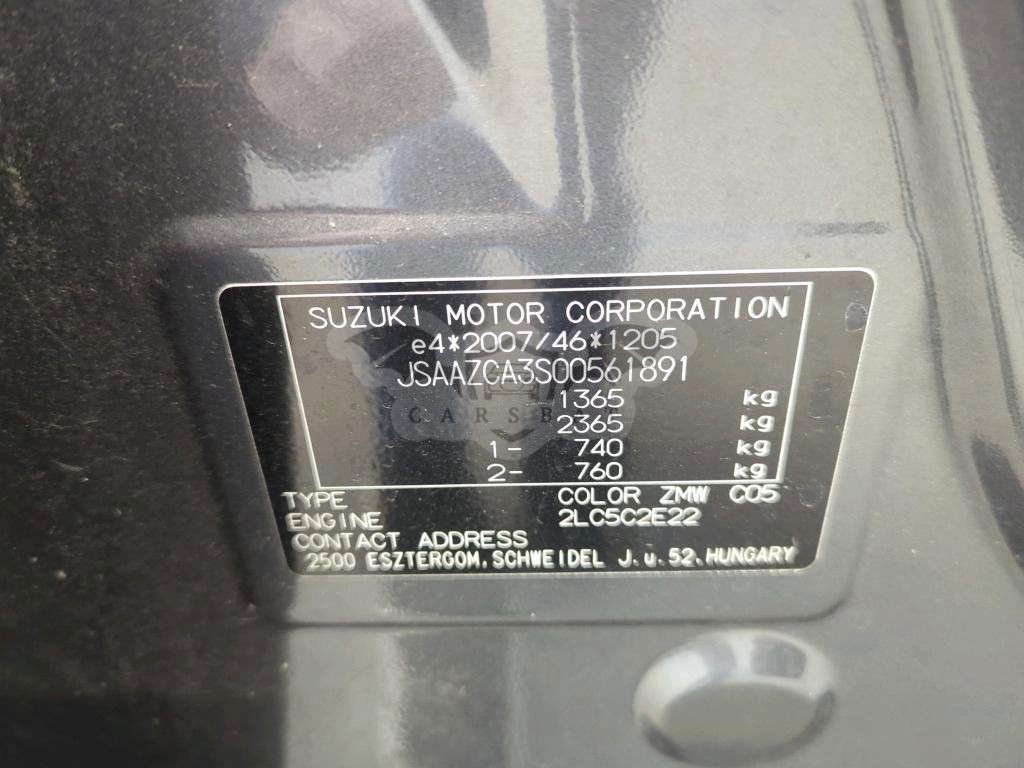 SUZUKI MOTOR CORPORATION
e4*2007/46*1205
JSAAZCA3S00561891
1365 kg
2365 kg
1- 740 kg
2- 760 kg
TYPE COLOR ZMW C05
ENGINE 2LC5C2E22
CONTACT ADDRESS
2500 ESZTERGOM, SCHWEIDEL J.u.52.HUNGARY